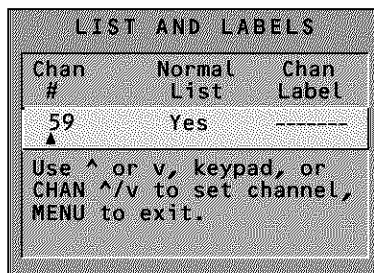 LIST AND LABELS
Chan Normal Chan
# List Label
59 Yes -------
Use ^ or v, keypad, or
CHAN ^/v to set channel,
MENU to exit.